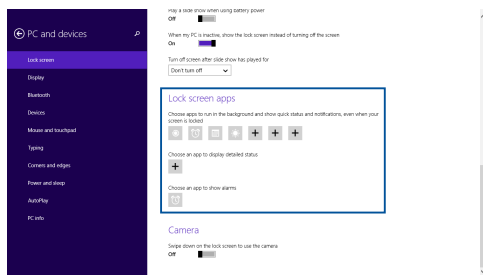 PC and devices
Lock screen
Display
Bluetooth
Devices
Mouse and touchpad
Typing
Corners and edges
Power and sleep
AutoPlay
PC info
Play a slide show when using battery power
Off
When my PC is inactive, show the lock screen instead of turning off the screen
On
Turn off screen after slide show has played for
Don't turn off
Lock screen apps
Choose apps to run in the background and show quick status and notifications, even when your
screen is locked
Choose an app to display detailed status
Choose an app to show alarms
Camera
Swipe down on the lock screen to use the camera
Off